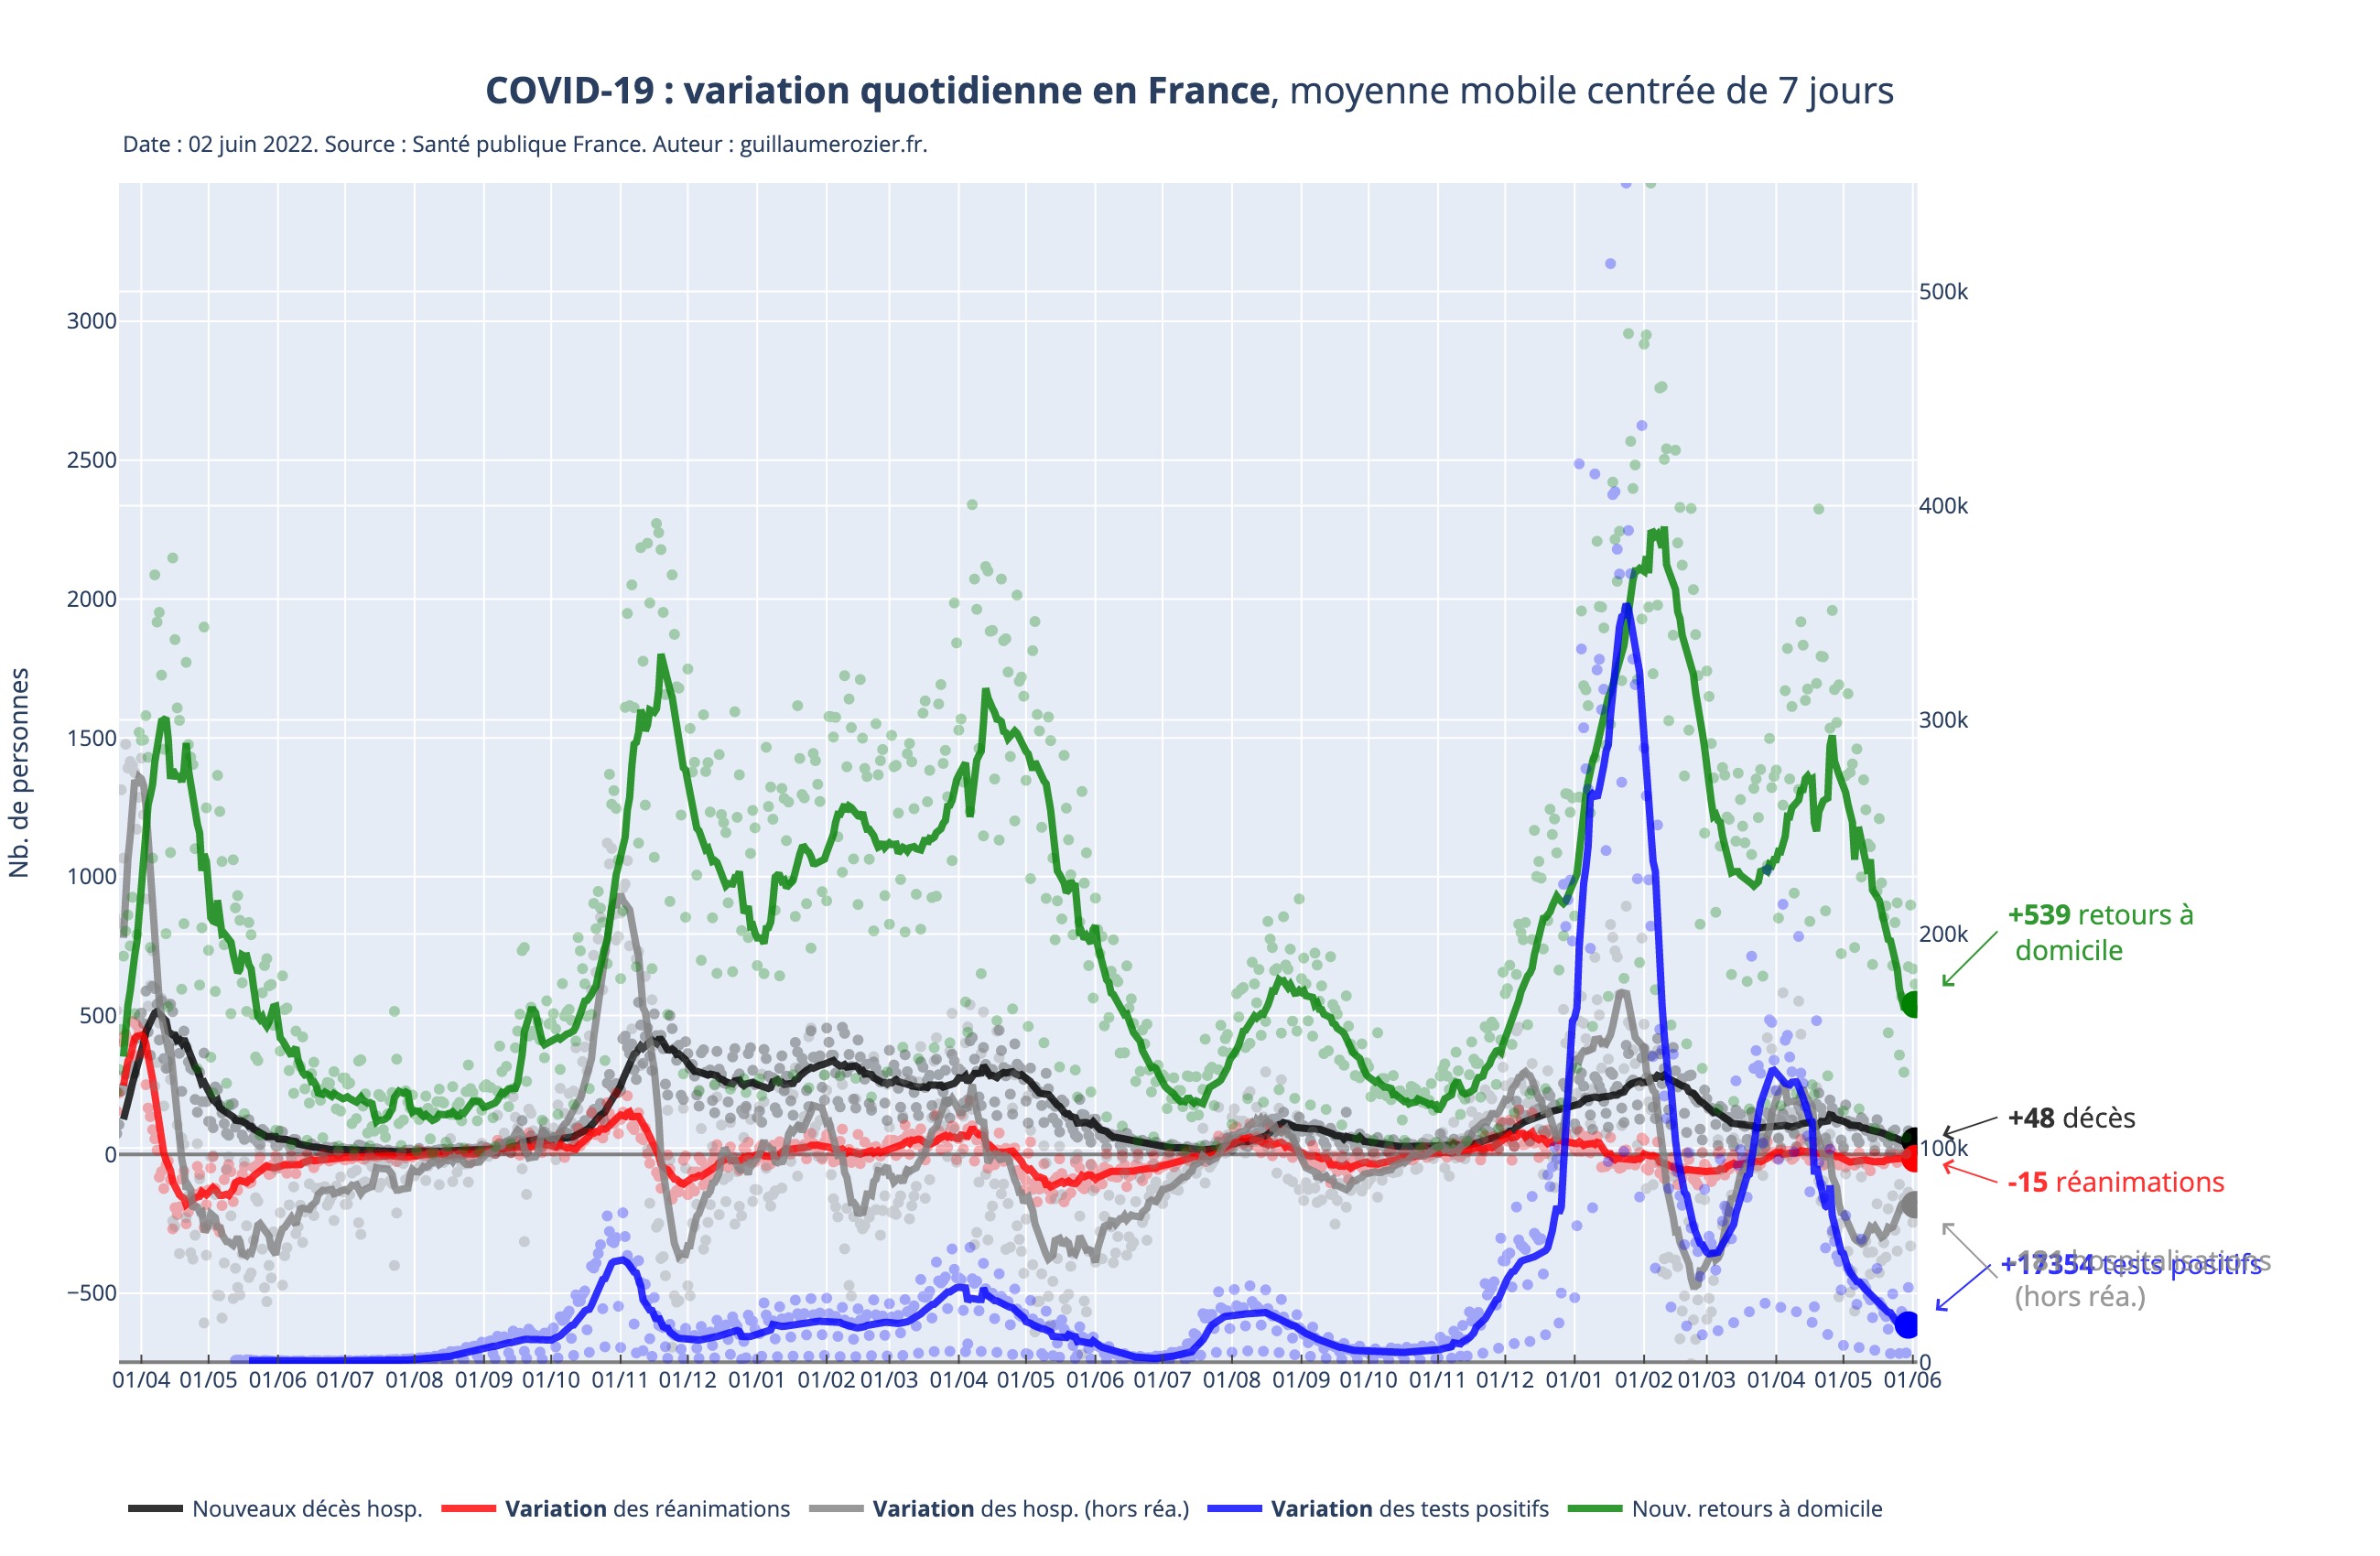 COVID-19 : variation quotidienne en France, moyenne mobile centrée de 7 jours
Date : 02 juin 2022. Source : Santé publique France. Auteur : guillaumerozier.fr.
Nb. de personnes
3000
2500
2000
1500
1000
500
0
−500
500k
400k
300k
200k
100k
0
+539 retours à
domicile
+48 décès
-15 réanimations
hospitalisations
(hors réa.)
+17354 tests positifs
01/04 01/05 01/06 01/07 01/08 01/09 01/10 01/11 01/12 01/01 01/02 01/03 01/04 01/05 01/06 01/07 01/08 01/09 01/10 01/11 01/12 01/01 01/02 01/03 01/04 01/05 01/06
Nouveaux décès hosp. Variation des réanimations Variation des hosp. (hors réa.) Variation des tests positifs Nouv. retours à domicile